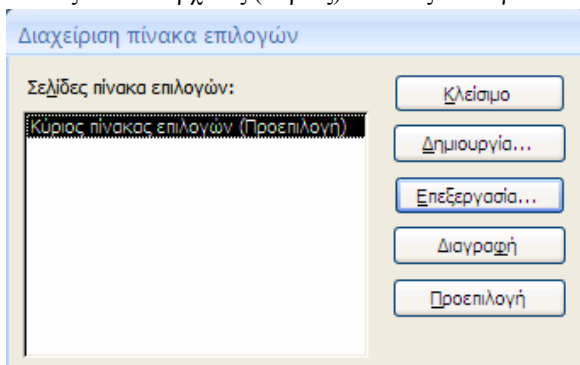 Διαχείριση πίνακα επιλογών
Σελίδες πίνακα επιλογών:
Κύριος πίνακας επιλογών (Προεπιλογή)
Κλείσιμο
Δημιουργία...
Επεξεργασία...
Διαγραφή
Προεπιλογή